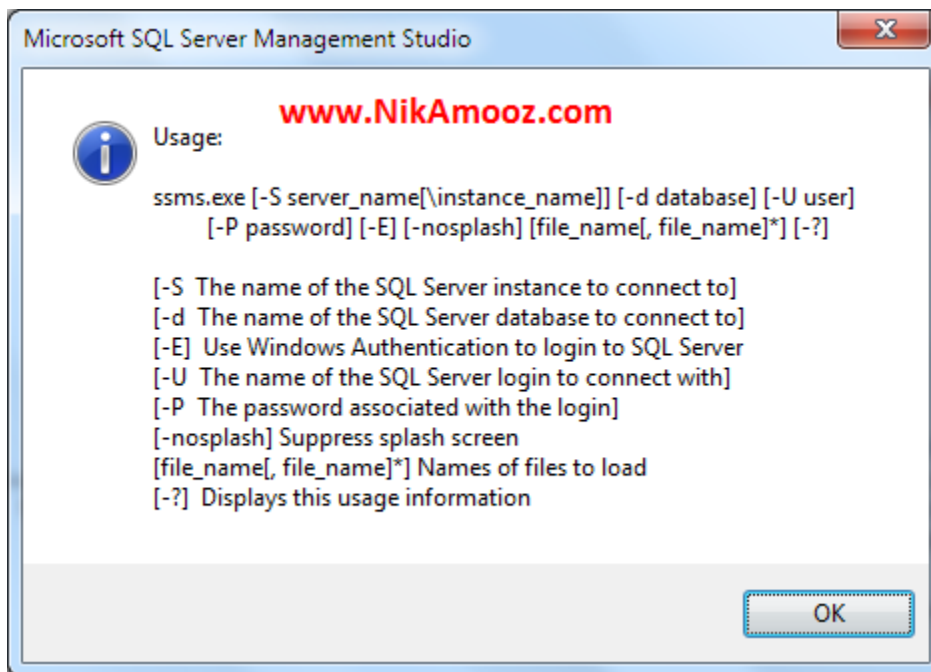 Microsoft SQL Server Management Studio
www.NikAmooz.com
Usage:
ssms.exe [-S server_name[\instance_name]] [-d database] [-U user]
[-P password] [-E] [-nosplash] [file_name[, file_name]*] [-?]
[-S  The name of the SQL Server instance to connect to]
[-d  The name of the SQL Server database to connect to]
[-E]  Use Windows Authentication to login to SQL Server
[-U  The name of the SQL Server login to connect with]
[-P  The password associated with the login]
[-nosplash] Suppress splash screen
[file_name[, file_name]*] Names of files to load
[-?]  Displays this usage information
OK